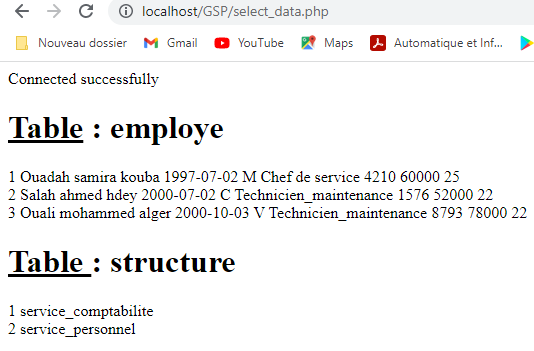 localhost/GSP/select_data.php
Nouveau dossier Gmail YouTube Maps Automatique et Inf...
Connected successfully
Table : employe
1 Ouadah samira kouba 1997-07-02 M Chef de service 4210 60000 25
2 Salah ahmed hdey 2000-07-02 C Technicien_maintenance 1576 52000 22
3 Ouali mohammed alger 2000-10-03 V Technicien_maintenance 8793 78000 22
Table : structure
1 service_comptabilite
2 service_personnel